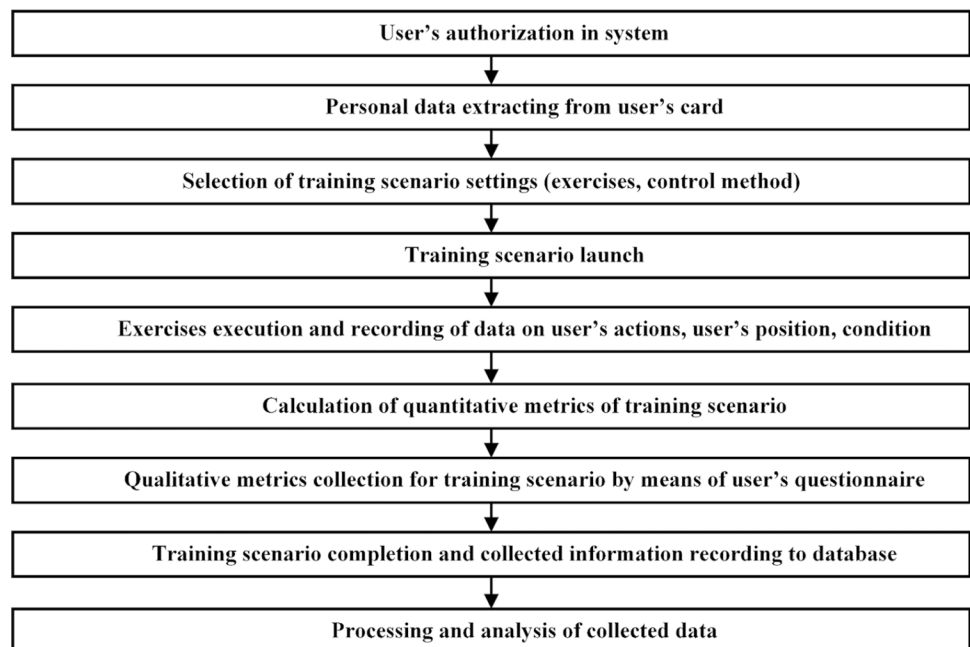 User’s authorization in system
Personal data extracting from user’s card
Selection of training scenario settings (exercises, control method)
Training scenario launch
Exercises execution and recording of data on user’s actions, user’s position, condition
Calculation of quantitative metrics of training scenario
Qualitative metrics collection for training scenario by means of user’s questionnaire
Training scenario completion and collected information recording to database
Processing and analysis of collected data